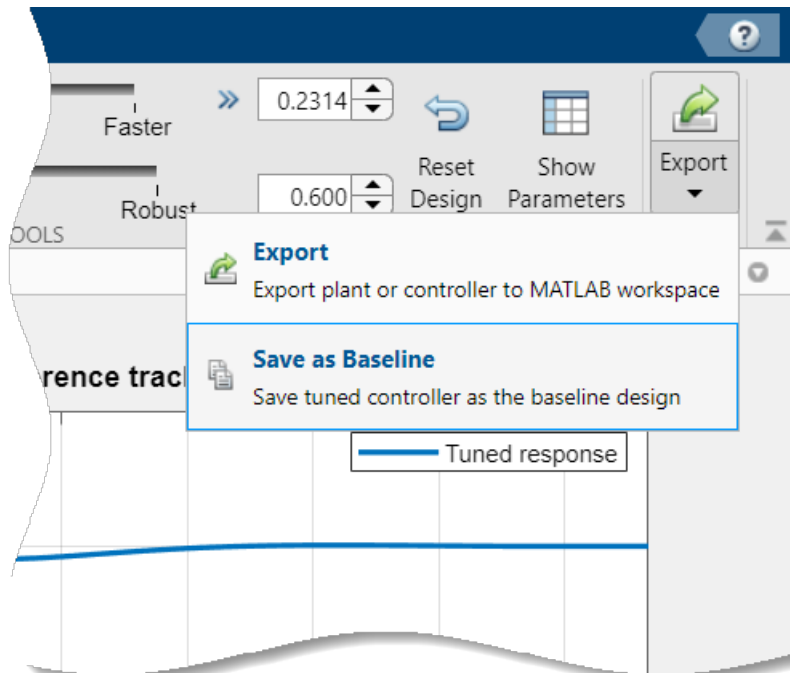 ?
Faster
0.2314
Reset
Design
Show
Parameters
Export
Robust
0.600
OOLS
Export
Export plant or controller to MATLAB workspace
Save as Baseline
Save tuned controller as the baseline design
rence trac
Tuned response